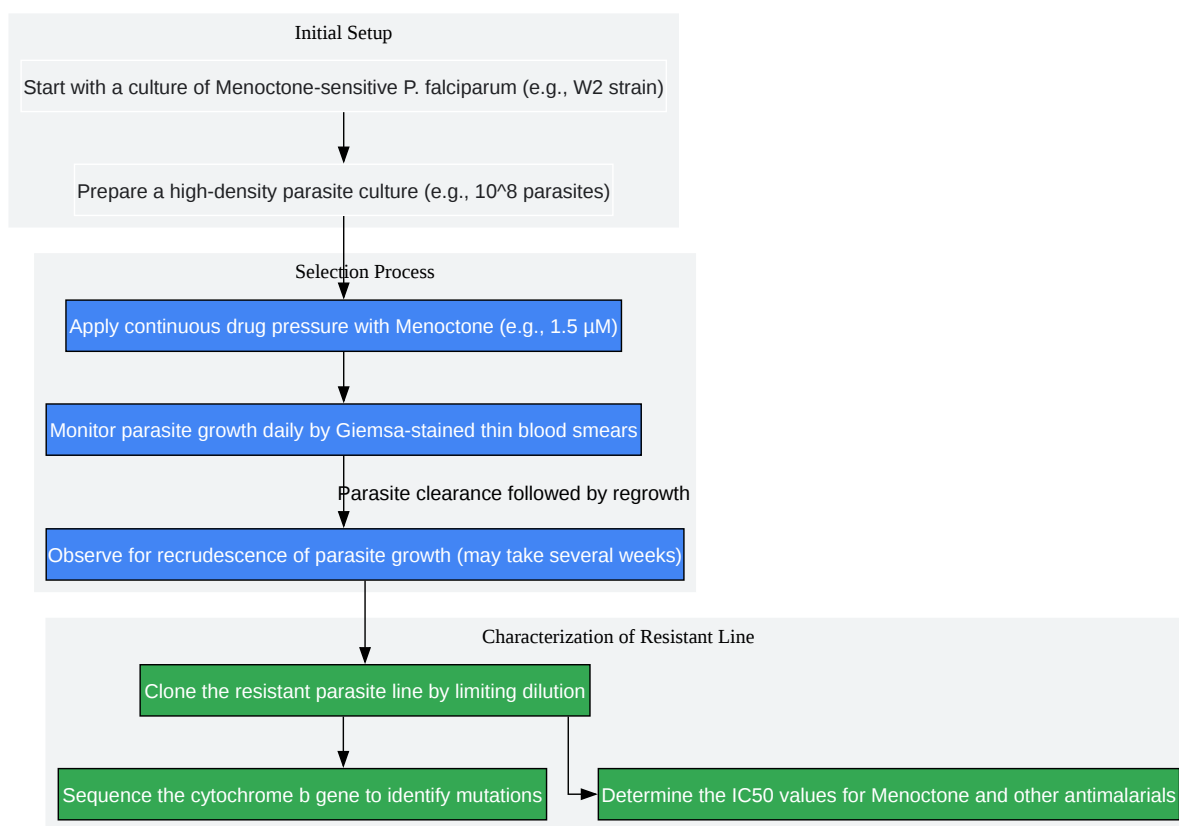 Initial Setup
Start with a culture of Menoctone-sensitive P. falciparum (e.g., W2 strain)
Prepare a high-density parasite culture (e.g., 10^8 parasites)
Selection Process
Apply continuous drug pressure with Menoctone (e.g., 1.5 µM)
Monitor parasite growth daily by Giemsa-stained thin blood smears
Parasite clearance followed by regrowth
Observe for recrudescence of parasite growth (may take several weeks)
Characterization of Resistant Line
Clone the resistant parasite line by limiting dilution
Sequence the cytochrome b gene to identify mutations
Determine the IC50 values for Menoctone and other antimalarials